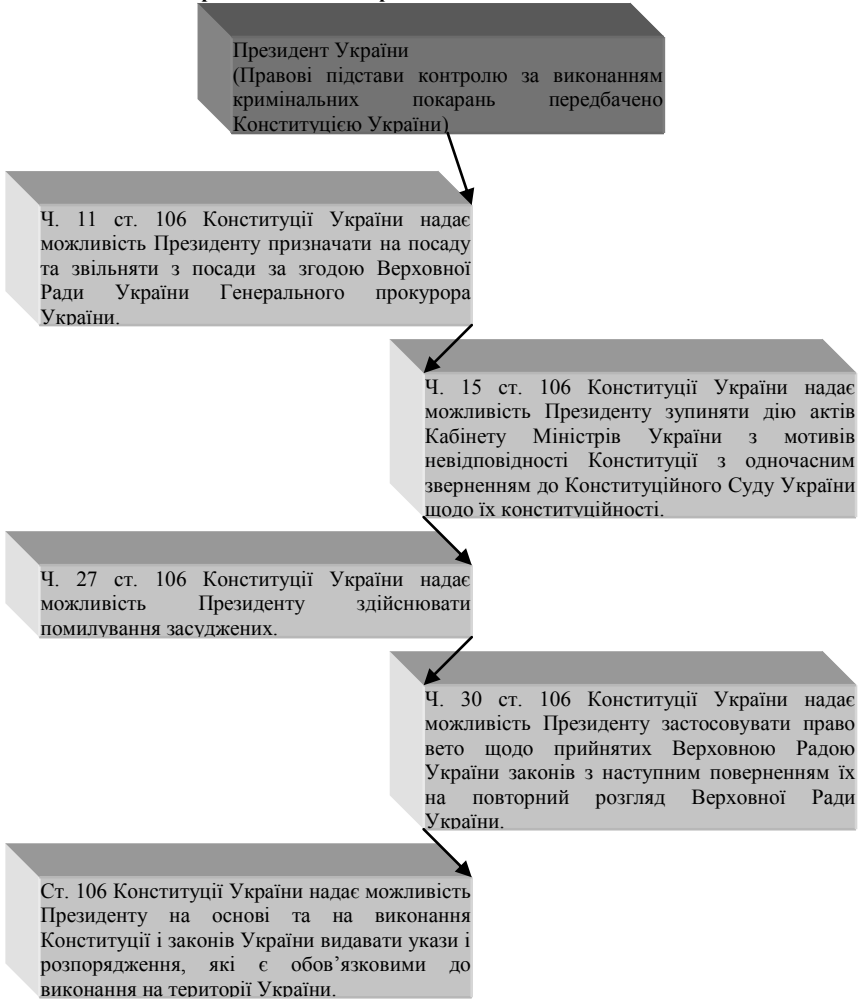 Президент України
(Правові підстави контролю за виконанням
кримінальних покарань передбачено
Конституцією України)
Ч. 11 ст. 106 Конституції України надає
можливість Президенту призначати на посаду
та звільняти з посади за згодою Верховної
Ради України Генерального прокурора
України.
Ч. 15 ст. 106 Конституції України надає
можливість Президенту зупиняти дію актів
Кабінету Міністрів України з мотивів
невідповідності Конституції з одночасним
зверненням до Конституційного Суду України
щодо їх конституційності.
Ч. 27 ст. 106 Конституції України надає
можливість Президенту здійснювати
помилування засуджених.
Ч. 30 ст. 106 Конституції України надає
можливість Президенту застосовувати право
вето щодо прийнятих Верховною Радою
України законів з наступним поверненням їх
на повторний розгляд Верховної Ради
України.
Ст. 106 Конституції України надає можливість
Президенту на основі та на виконання
Конституції і законів України видавати укази і
розпорядження, які є обов’язковими до
виконання на території України.